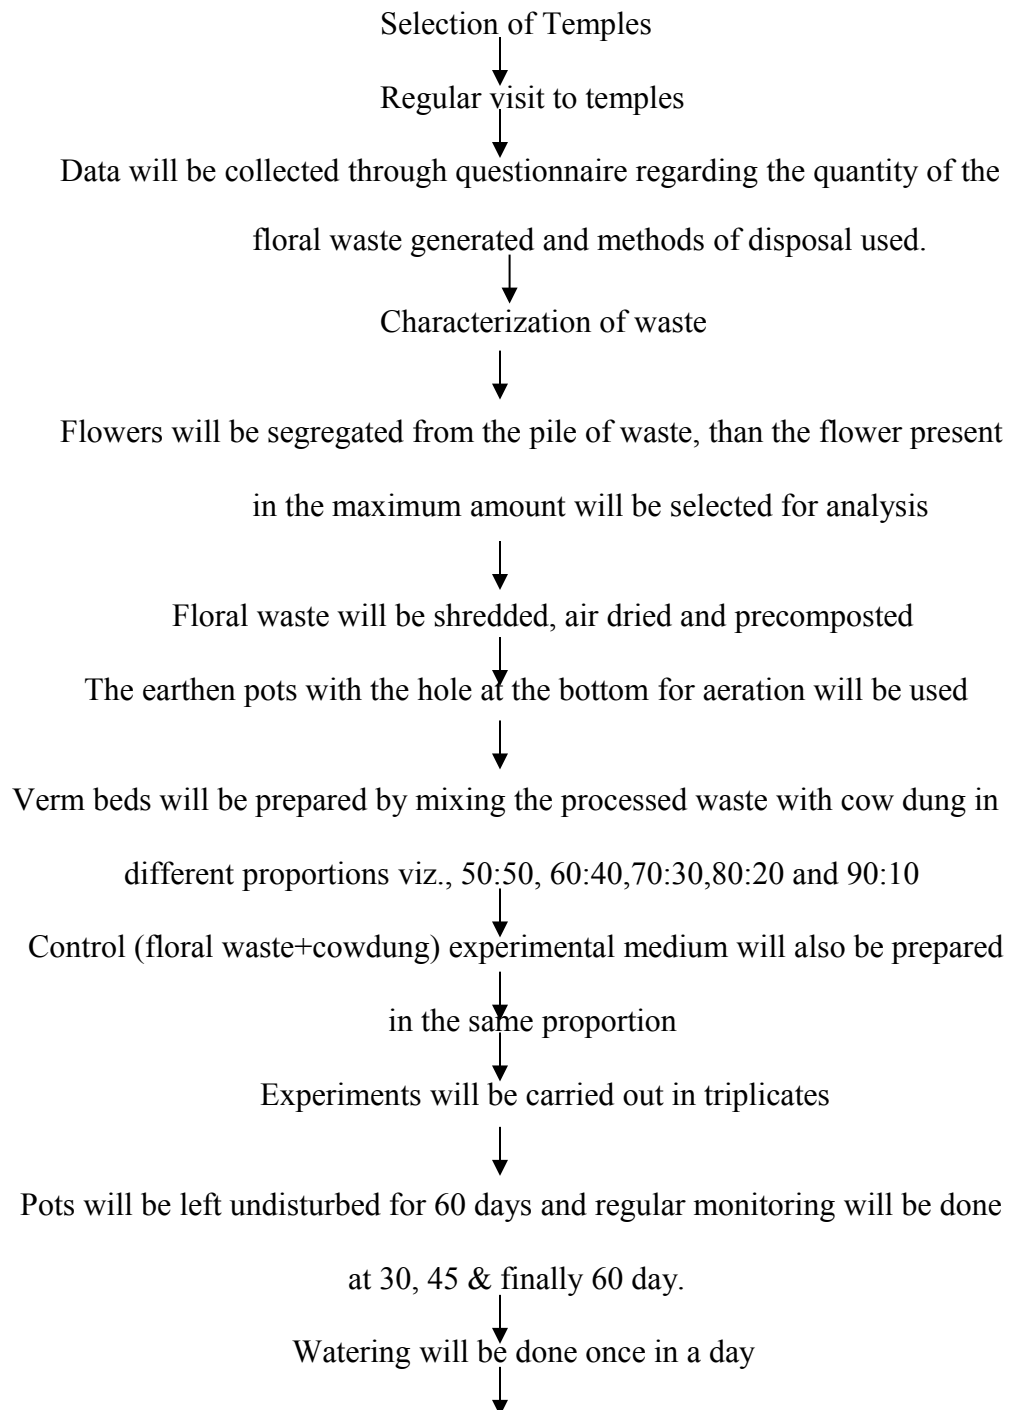 Selection of Temples
Regular visit to temples
Data will be collected through questionnaire regarding the quantity of the
floral waste generated and methods of disposal used.
Characterization of waste
Flowers will be segregated from the pile of waste, than the flower present
in the maximum amount will be selected for analysis
Floral waste will be shredded, air dried and precomposted
The earthen pots with the hole at the bottom for aeration will be used
Verm beds will be prepared by mixing the processed waste with cow dung in
different proportions viz., 50:50, 60:40,70:30,80:20 and 90:10
Control (floral waste+cowdung) experimental medium will also be prepared
in the same proportion
Experiments will be carried out in triplicates
Pots will be left undisturbed for 60 days and regular monitoring will be done
at 30, 45 & finally 60 day.
Watering will be done once in a day